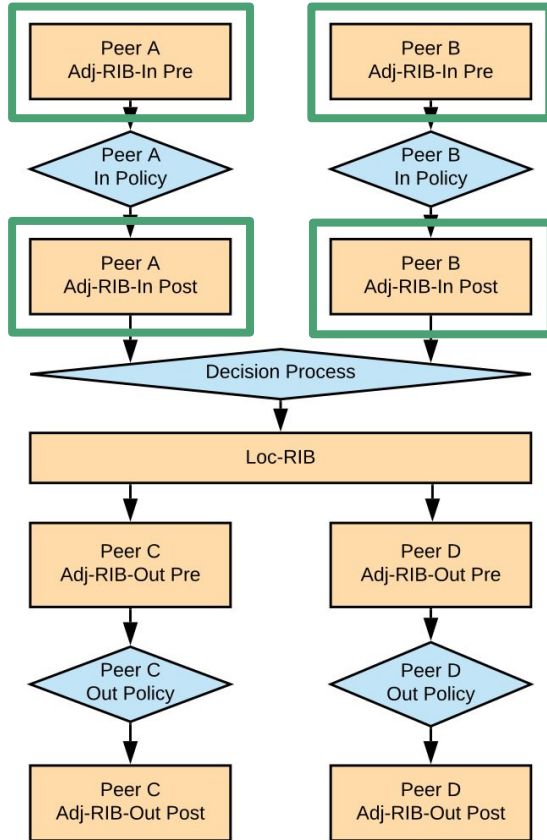 Peer A
Adj-RIB-In Pre
Peer B
Adj-RIB-In Pre
Peer A
In Policy
Peer B
In Policy
Peer A
Adj-RIB-In Post
Peer B
Adj-RIB-In Post
Decision Process
Loc-RIB
Peer C
Adj-RIB-Out Pre
Peer D
Adj-RIB-Out Pre
Peer C
Out Policy
Peer D
Out Policy
Peer C
Adj-RIB-Out Post
Peer D
Adj-RIB-Out Post